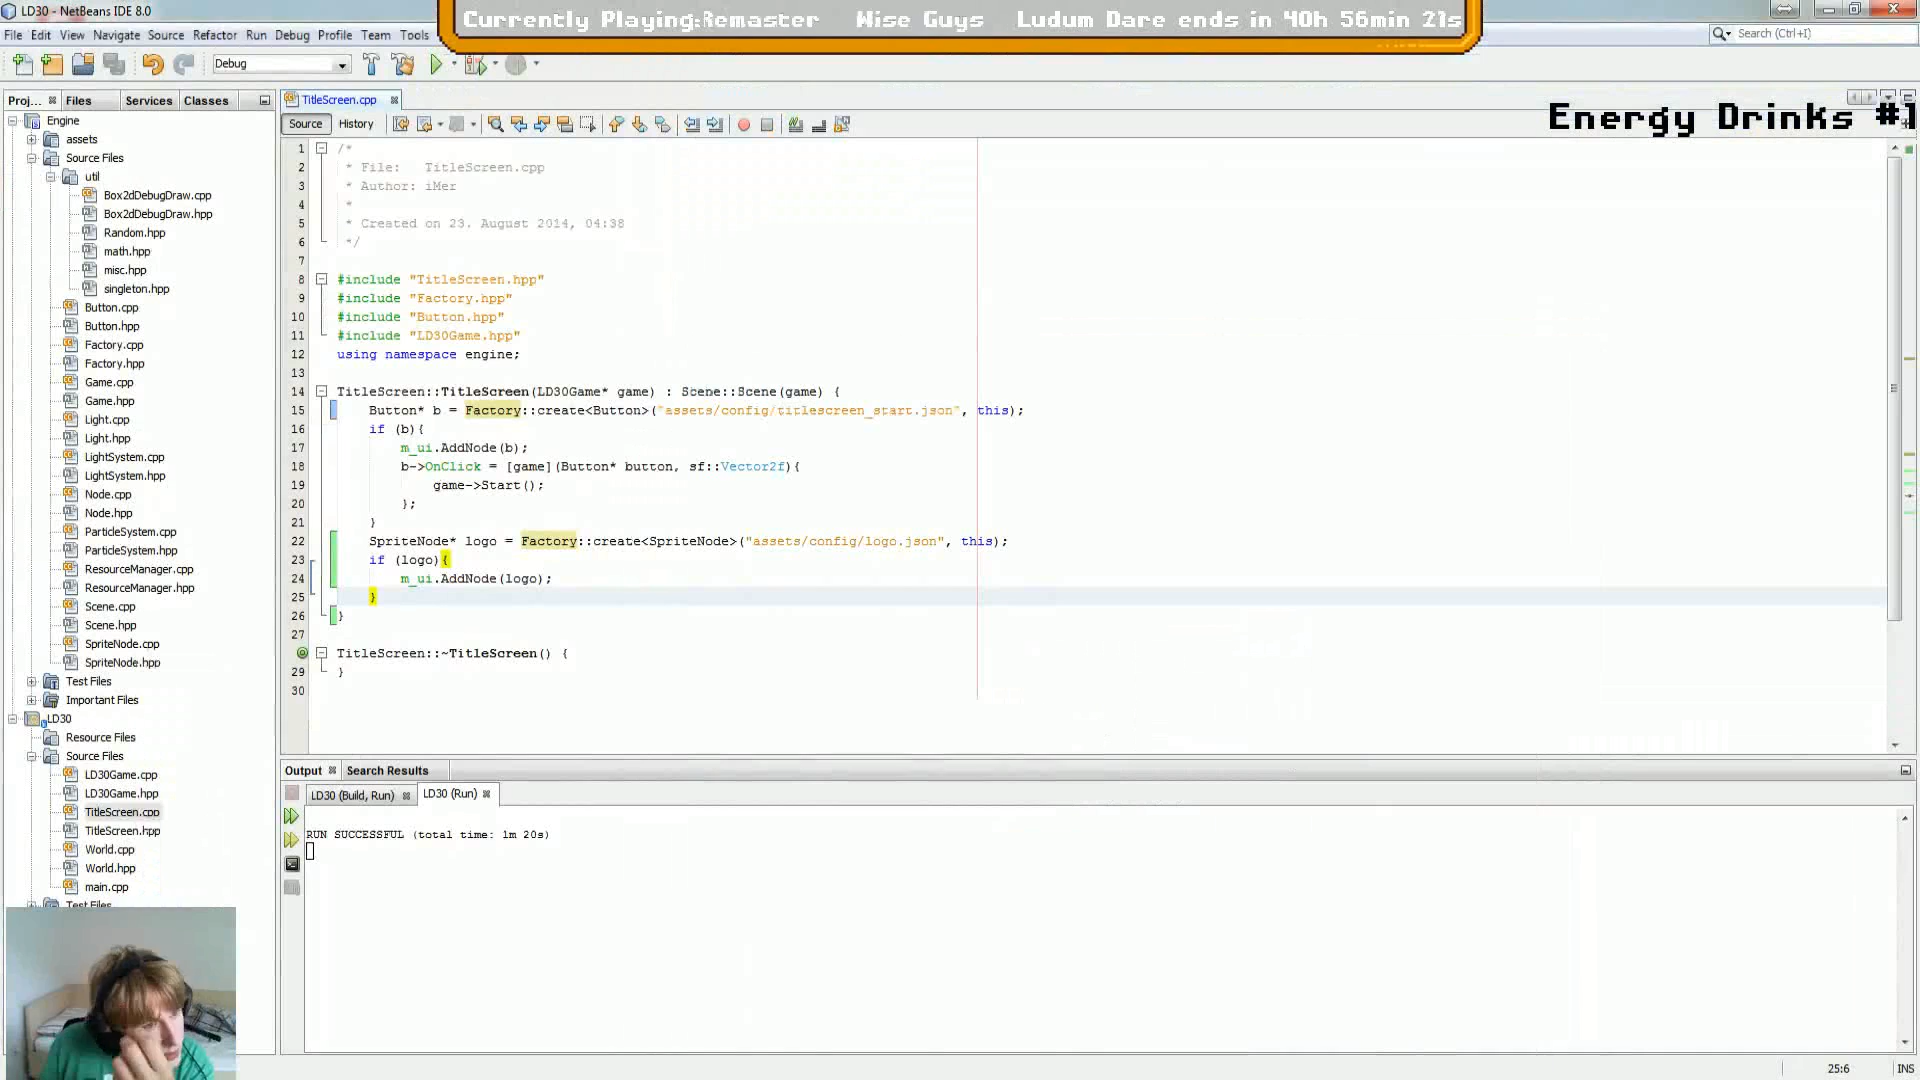 LD30 - NetBeans IDE 8.0
Currently Playing:Remaster Wise Guys Ludum Dare ends in 40h 56min 21s
File Edit View Navigate Source Refactor Run Debug Profile Team Tools
Search (Ctrl+I)
Debug
Proj... Files Services Classes
TitleScreen.cpp
Energy Drinks #1
Source History
Engine
assets
Source Files
util
Box2dDebugDraw.cpp
Box2dDebugDraw.hpp
Random.hpp
math.hpp
misc.hpp
singleton.hpp
Button.cpp
Button.hpp
Factory.cpp
Factory.hpp
Game.cpp
Game.hpp
Light.cpp
Light.hpp
LightSystem.cpp
LightSystem.hpp
Node.cpp
Node.hpp
ParticleSystem.cpp
ParticleSystem.hpp
ResourceManager.cpp
ResourceManager.hpp
Scene.cpp
Scene.hpp
SpriteNode.cpp
SpriteNode.hpp
Test Files
Important Files
LD30
Resource Files
Source Files
LD30Game.cpp
LD30Game.hpp
TitleScreen.cpp
TitleScreen.hpp
World.cpp
World.hpp
main.cpp
Test Files
1 /*
2 * File: TitleScreen.cpp
3 * Author: iMer
4 *
5 * Created on 23. August 2014, 04:38
6 */
7
8 #include "TitleScreen.hpp"
9 #include "Factory.hpp"
10 #include "Button.hpp"
11 #include "LD30Game.hpp"
12 using namespace engine;
13
14 TitleScreen::TitleScreen(LD30Game* game) : Scene::Scene(game) {
15 Button* b = Factory::create<Button>("assets/config/titlescreen_start.json", this);
16 if (b){
17 m_ui.AddNode(b);
18 b->OnClick = [game](Button* button, sf::Vector2f){
19 game->Start();
20 };
21 }
22 SpriteNode* logo = Factory::create<SpriteNode>("assets/config/logo.json", this);
23 if (logo){
24 m_ui.AddNode(logo);
25 }
26 }
27
TitleScreen::~TitleScreen() {
29 }
30
Output Search Results
LD30 (Build, Run) LD30 (Run)
RUN SUCCESSFUL (total time: 1m 20s)
25:6 INS